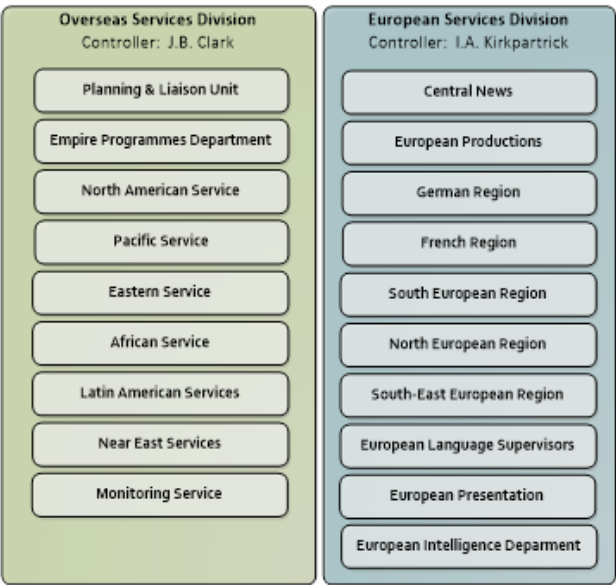 Overseas Services Division
Controller: J.B. Clark
Planning & Liaison Unit
Empire Programmes Department
North American Service
Pacific Service
Eastern Service
African Service
Latin American Services
Near East Services
Monitoring Service
European Services Division
Controller: I.A. Kirkpartrick
Central News
European Productions
German Region
French Region
South European Region
North European Region
South-East European Region
European Language Supervisors
European Presentation
European Intelligence Deparment